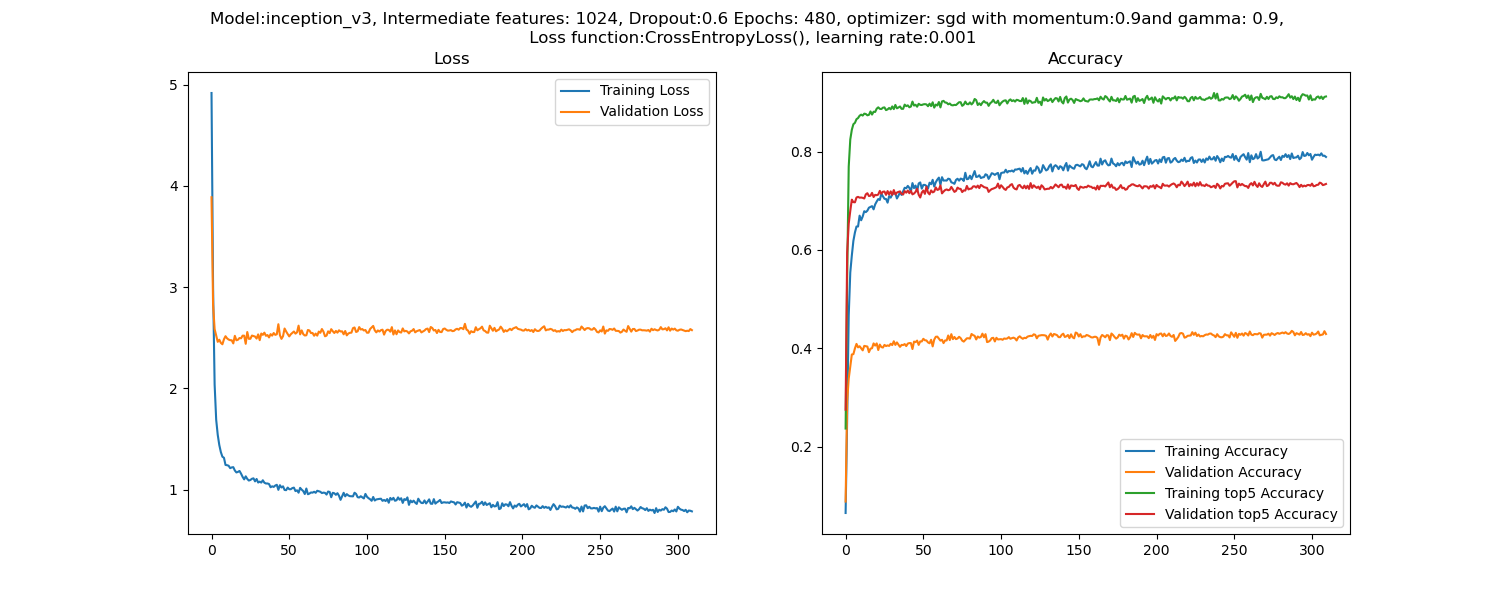 Model:inception_v3, Intermediate features: 1024, Dropout:0.6 Epochs: 480, optimizer: sgd with momentum:0.9and gamma: 0.9,
Loss function:CrossEntropyLoss(), learning rate:0.001
Loss
5
4
3
2
1
0 50 100 150 200 250 300
Training Loss
Validation Loss
Accuracy
0.8
0.6
0.4
0.2
0 50 100 150 200 250 300
Training Accuracy
Validation Accuracy
Training top5 Accuracy
Validation top5 Accuracy